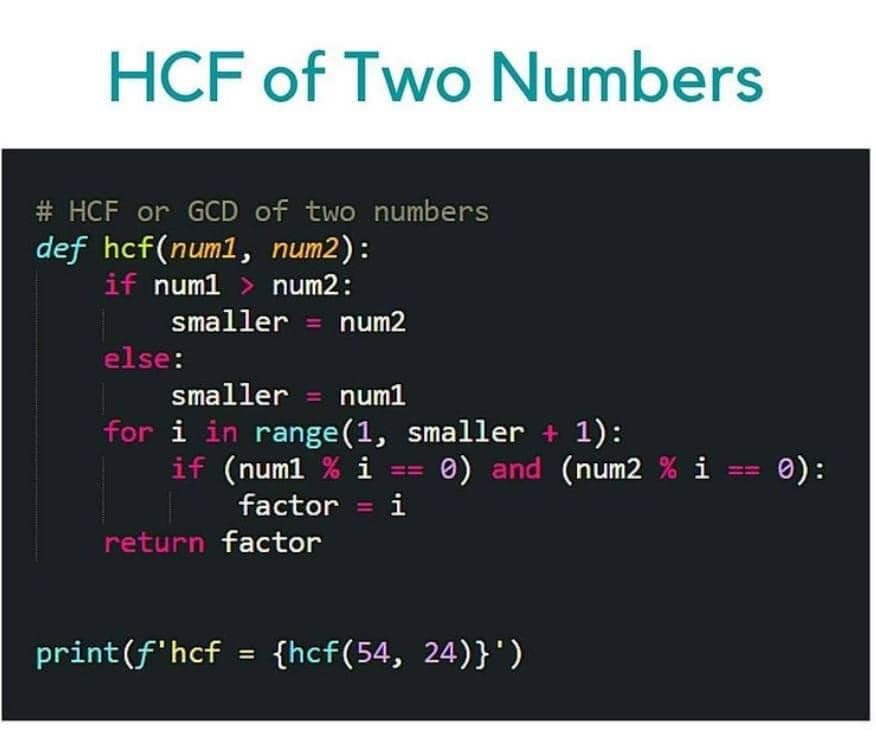 HCF of Two Numbers
# HCF or GCD of two numbers
def hcf(num1, num2):
    if num1 > num2:
        smaller = num2
    else:
        smaller = num1
    for i in range(1, smaller + 1):
        if (num1 % i == 0) and (num2 % i == 0):
            factor = i
    return factor
print(f'hcf = {hcf(54, 24)}')